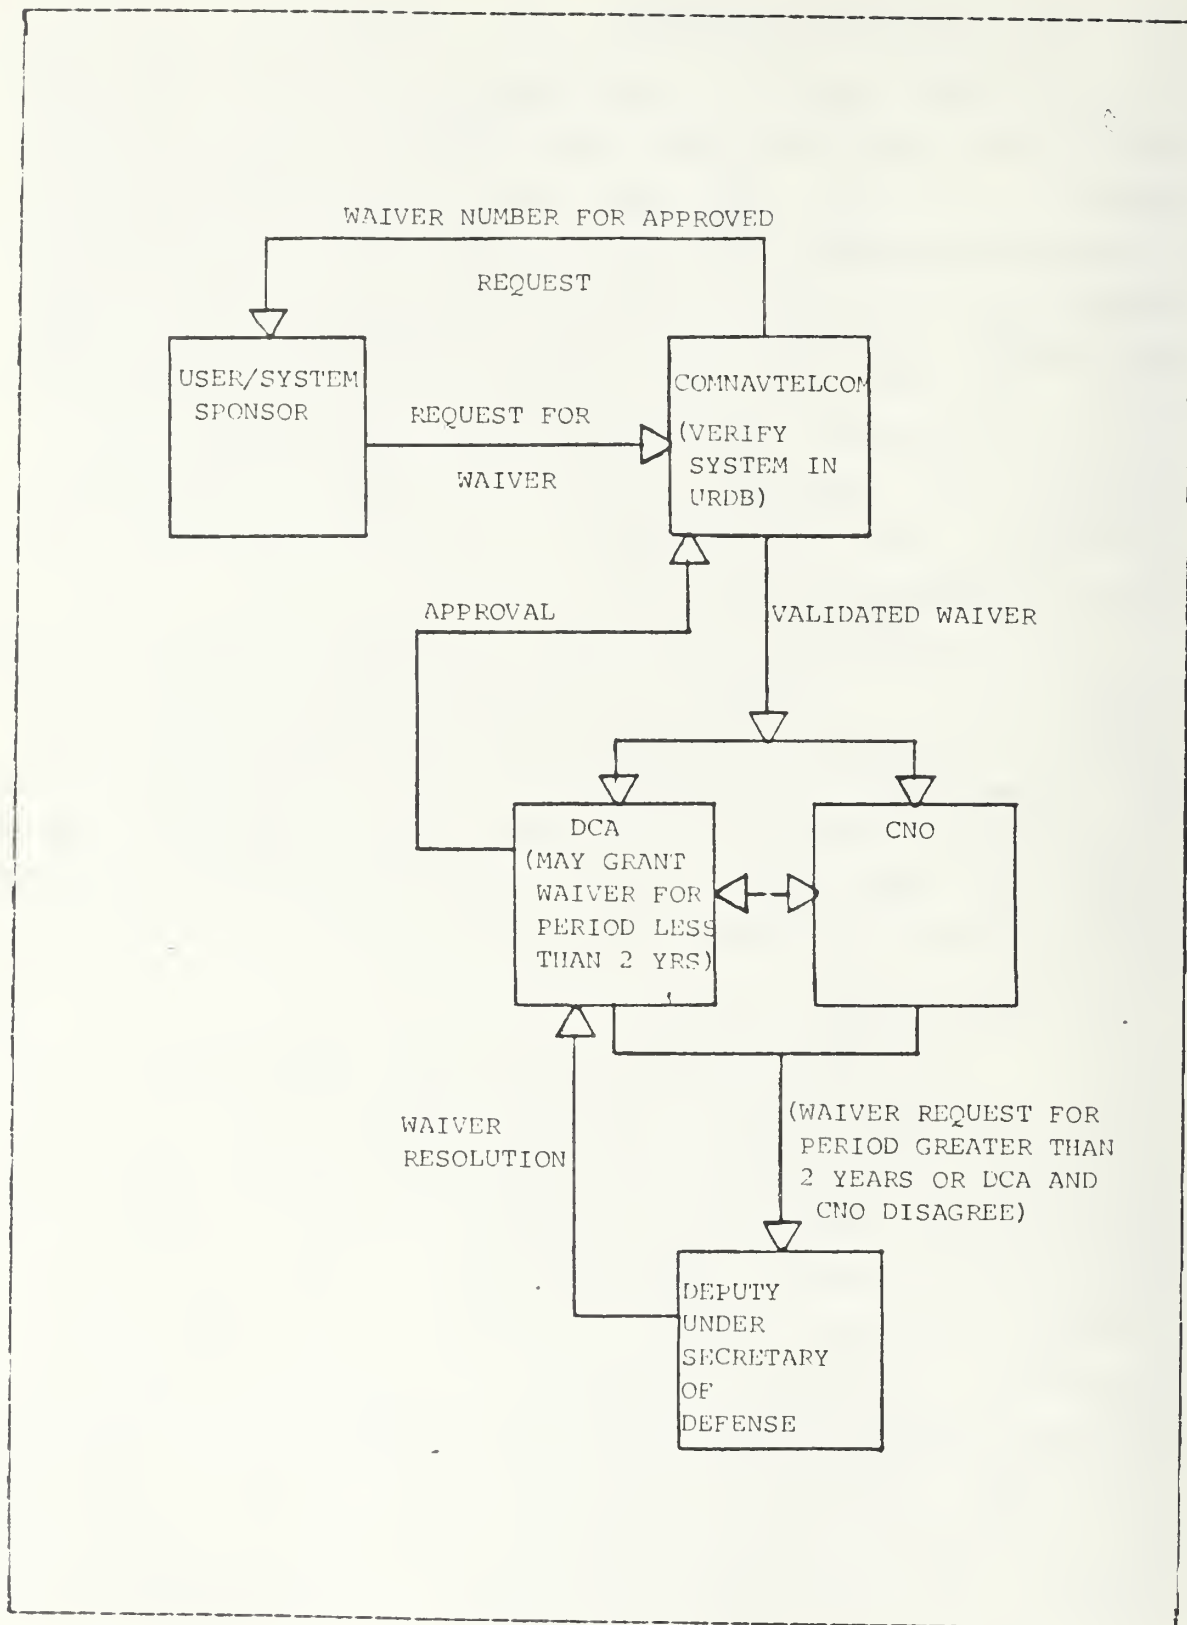 WAIVER NUMBER FOR APPROVED
REQUEST
USER/SYSTEM
SPONSOR
REQUEST FOR
WAIVER
COMNAVTELCOM
(VERIFY
SYSTEM IN
URDB)
APPROVAL
VALIDATED WAIVER
DCA
(MAY GRANT
WAIVER FOR
PERIOD LESS
THAN 2 YRS)
CNO
WAIVER
RESOLUTION
(WAIVER REQUEST FOR
PERIOD GREATER THAN
2 YEARS OR DCA AND
CNO DISAGREE)
DEPUTY
UNDER
SECRETARY
OF
DEFENSE